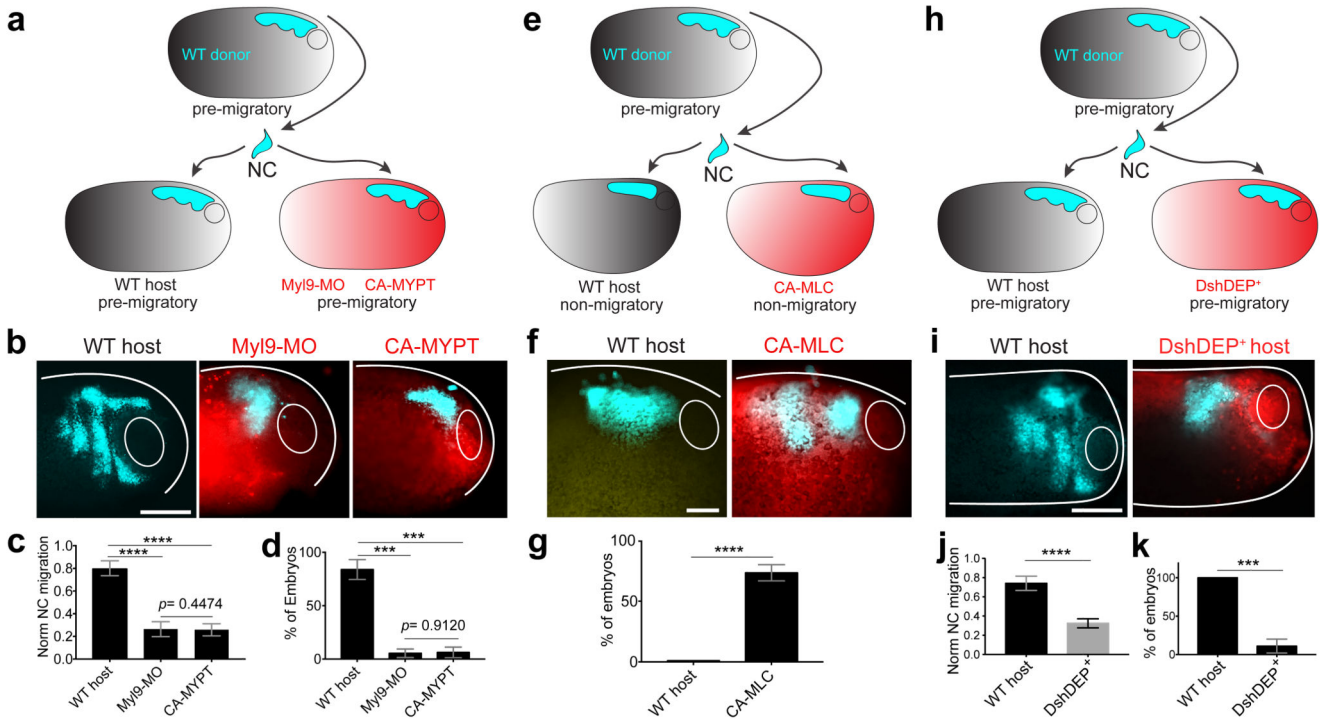 a
WT donor
pre-migratory
NC
WT host
pre-migratory
Myl9-MO CA-MYPT
pre-migratory
e
WT donor
pre-migratory
NC
WT host
non-migratory
CA-MLC
non-migratory
h
WT donor
pre-migratory
NC
WT host
pre-migratory
DshDEP⁺
pre-migratory
b
WT host
Myl9-MO
CA-MYPT
f
WT host
CA-MLC
i
WT host
DshDEP⁺ host
c
Norm NC migration
1.0
0.8
0.6
0.4
0.2
0.0
****
****
p= 0.4474
WT host
Myl9-MO
CA-MYPT
d
% of Embryos
100
50
0
***
***
p= 0.9120
WT host
Myl9-MO
CA-MYPT
g
% of embryos
100
50
0
****
WT host
CA-MLC
j
Norm NC migration
1.0
0.8
0.6
0.4
0.2
0.0
****
WT host
DshDEP⁺
k
% of embryos
100
50
0
***
WT host
DshDEP⁺